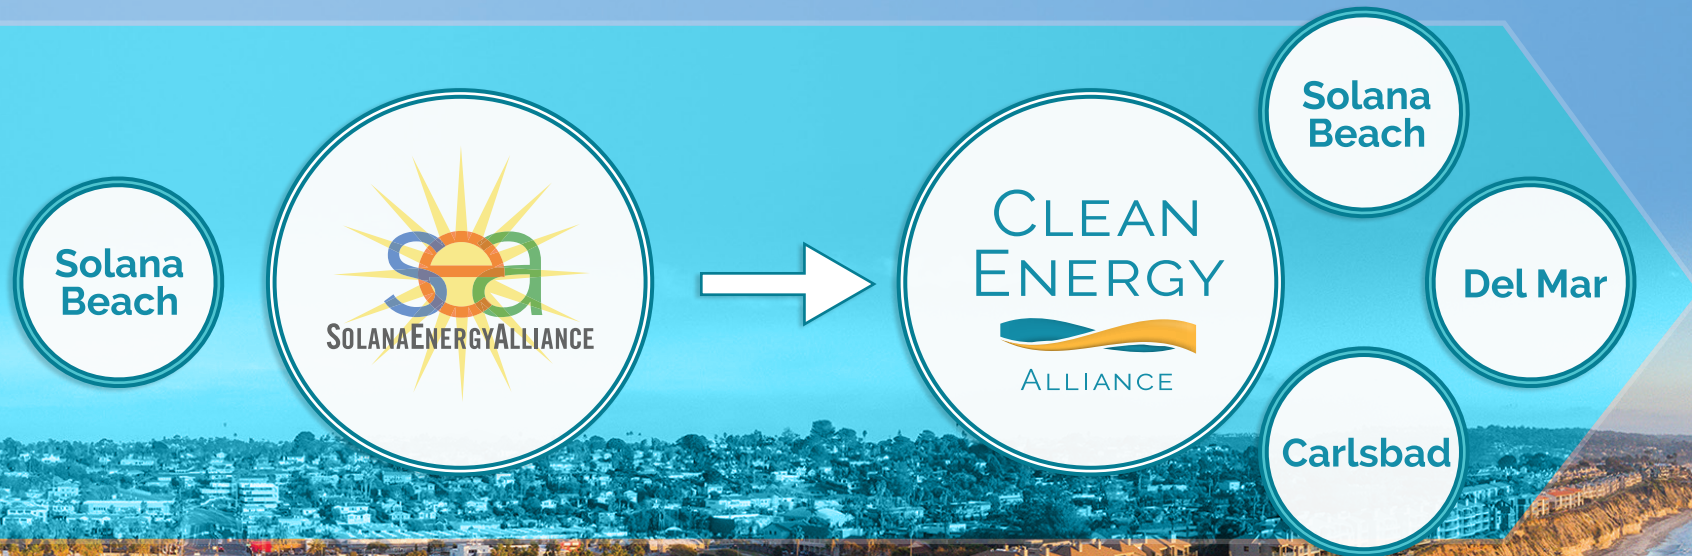 Solana
Beach
sea
SOLANAENERGYALLIANCE
CLEAN
ENERGY
ALLIANCE
Solana
Beach
Del Mar
Carlsbad